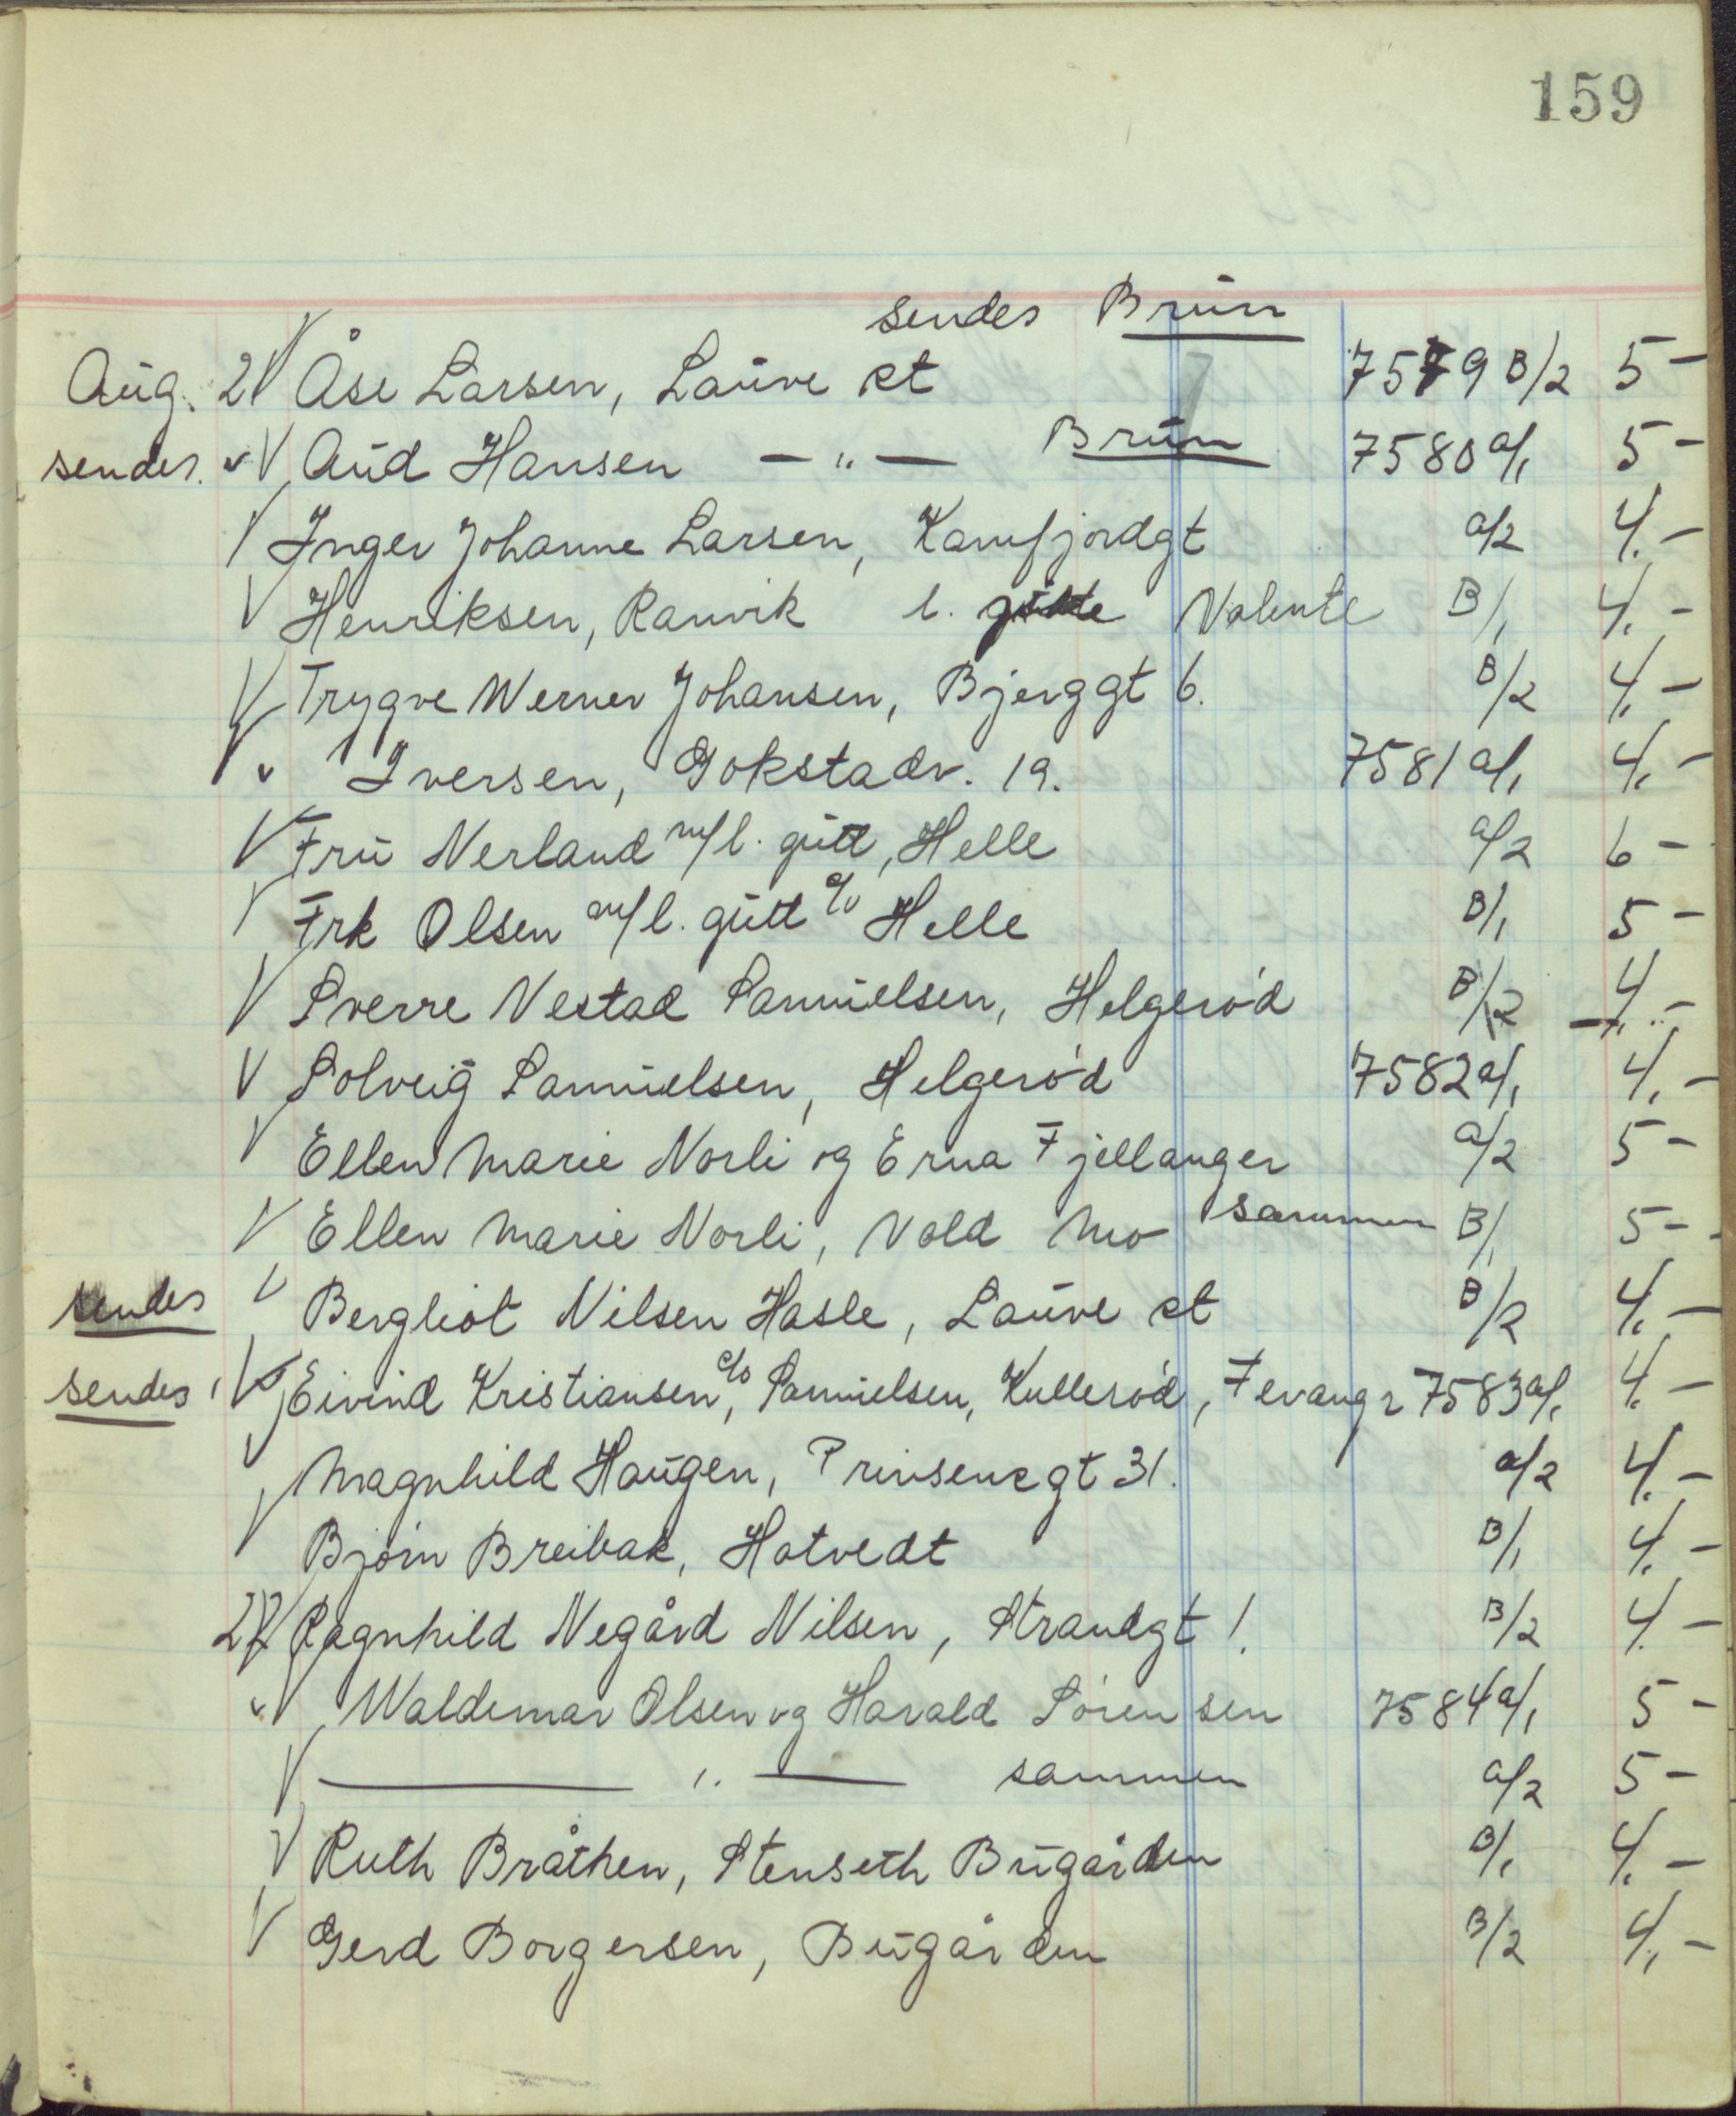 159
sendes Brun
Aug. 21 Åse Larsen, Lauve st 7579 B/2 5 -
sendes. " Aud Hansen - " - Brun 7580 a/1 5 -
Inger Johanne Larsen, Kamfjordgt a/2 4. -
Henriksen, Ranvik l. Valente B/1 4. -
Trygve Werner Johansen, Bjerggt 6. B/2 4. -
" Iversen, Gokstadv. 19. 7581 a/1 4. -
Fru Nerland m/l. gutt, Helle a/2 6 -
Frk Olsen m/l. gutt c/o Helle B/1 5 -
Sverre Nestad Samuelsen, Helgerød B/2 4. -
Solveig Samuelsen, Helgerød 7582 a/1 4. -
Ellen Marie Norli og Erna Fjellanger a/2 5 -
Ellen Marie Norli, Vold Mo sammen B/1 5 -
sendes Bergliot Nilsen Hasle, Lauve st B/2 4. -
sendes Eivind Kristiansen, c/o Samuelsen, Kullerød, Fevang 2 7583 a/1 4. -
Magnhild Haugen, Prinsensgt 31. a/2 4. -
Bjørn Breibak, Hotvedt B/1 4. -
22 Ragnhild Negård Nilsen, Strandgt 1. B/2 4. -
" Waldemar Olsen og Harald Sørensen 7584 a/1 5 -
— " — sammen a/2 5 -
Ruth Bråthen, Stenseth Bugården B/1 4. -
Gerd Borgersen, Bugården B/2 4. -